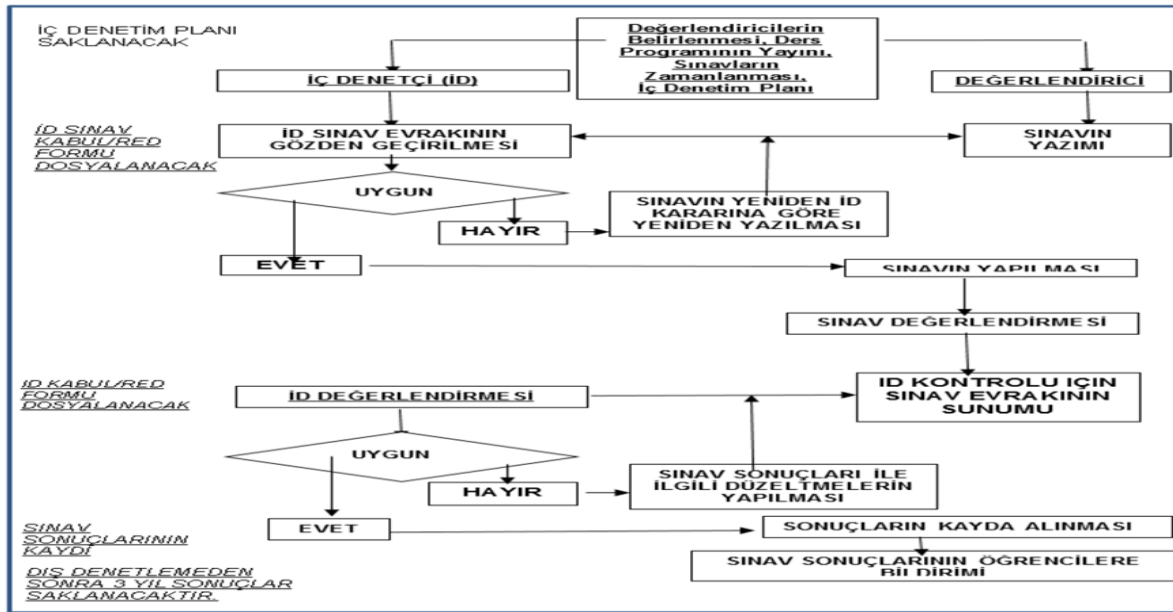 İÇ DENETİM PLANI
SAKLANACAK
Değerlendiricilerin
Belirlenmesi, Ders
Programının Yayını,
Sınavların
Zamanlanması,
İç Denetim Planı
İÇ DENETÇİ (İD)
DEĞERLENDİRİCİ
İD SINAV
KABUL/RED
FORMU
DOSYALANACAK
İD SINAV EVRAKININ
GÖZDEN GEÇİRİLMESİ
SINAVIN
YAZIMI
UYGUN
SINAVIN YENİDEN İD
KARARINA GÖRE
YENİDEN YAZILMASI
HAYIR
EVET
SINAVIN YAPILMASI
SINAV DEĞERLENDİRMESİ
ID KABUL/RED
FORMU
DOSYALANACAK
İD DEĞERLENDİRMESİ
ID KONTROLU IÇIN
SINAV EVRAKININ
SUNUMU
UYGUN
SINAV SONUÇLARI İLE
İLGİLİ DÜZELTMELERİN
YAPILMASI
HAYIR
EVET
SINAV
SONUÇLARININ
KAYDİ
SONUÇLARIN KAYDA ALINMASI
SINAV SONUÇLARININ ÖĞRENCİLERE
BİLDİRİMİ
DIŞ DENETLEMEDEN
SONRA 3 YIL SONUÇLAR
SAKLANACAKTIR.